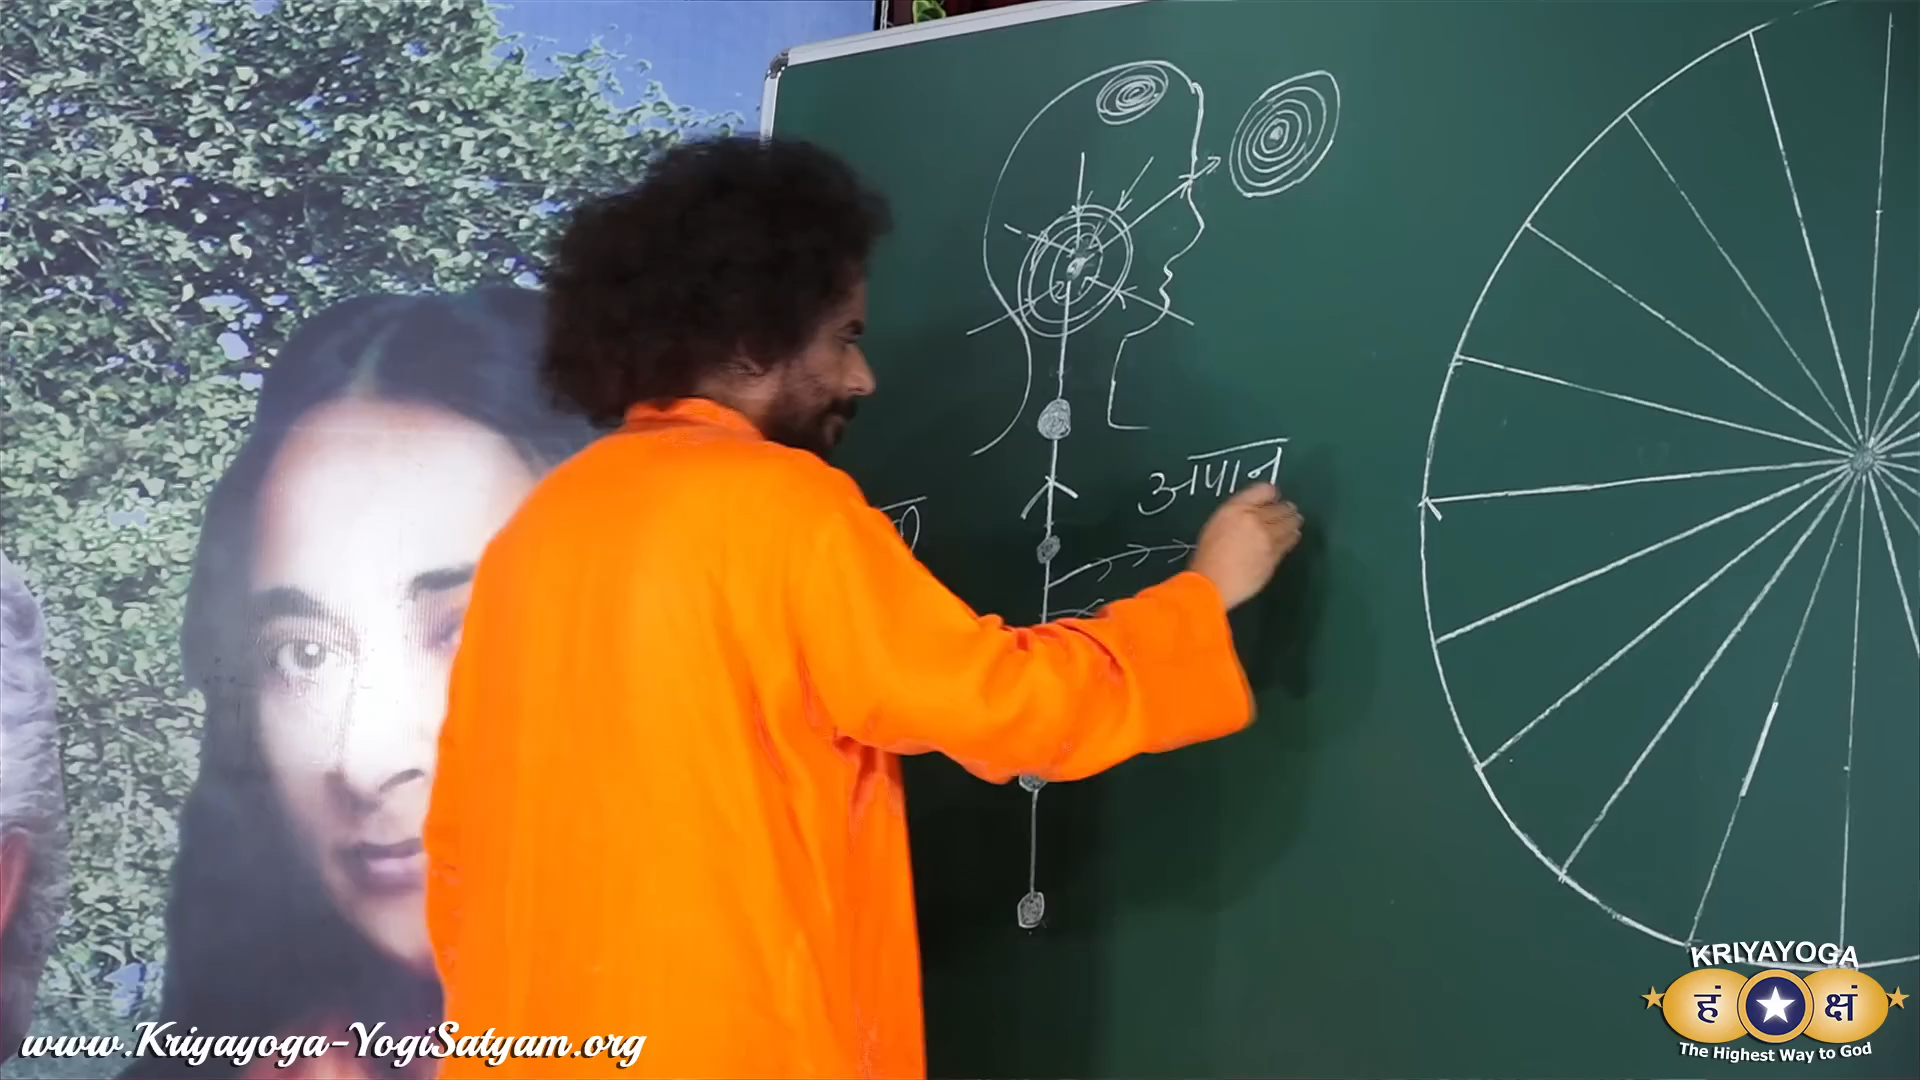 अपान
KRIYAYOGA
हं क्षं
The Highest Way to God
www.Kriyayoga-YogiSatyam.org